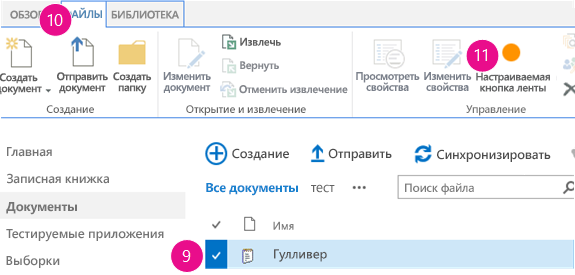 ОБЗО
10
ФАЙЛЫ
БИБЛИОТЕКА
Создать
документ
Отправить
документ
Создать
папку
Создание
Изменить
документ
Извлечь
Вернуть
Отменить извлечение
Открытие и извлечение
Просмотреть
свойства
Изменить
свойства
11
Настраиваемая
кнопка ленты
Управление
Главная
Записная книжка
Документы
Тестируемые приложения
Выборки
Создание
Отправить
Синхронизировать
Все документы
тест
•••
Поиск файла
Имя
9
Гулливер